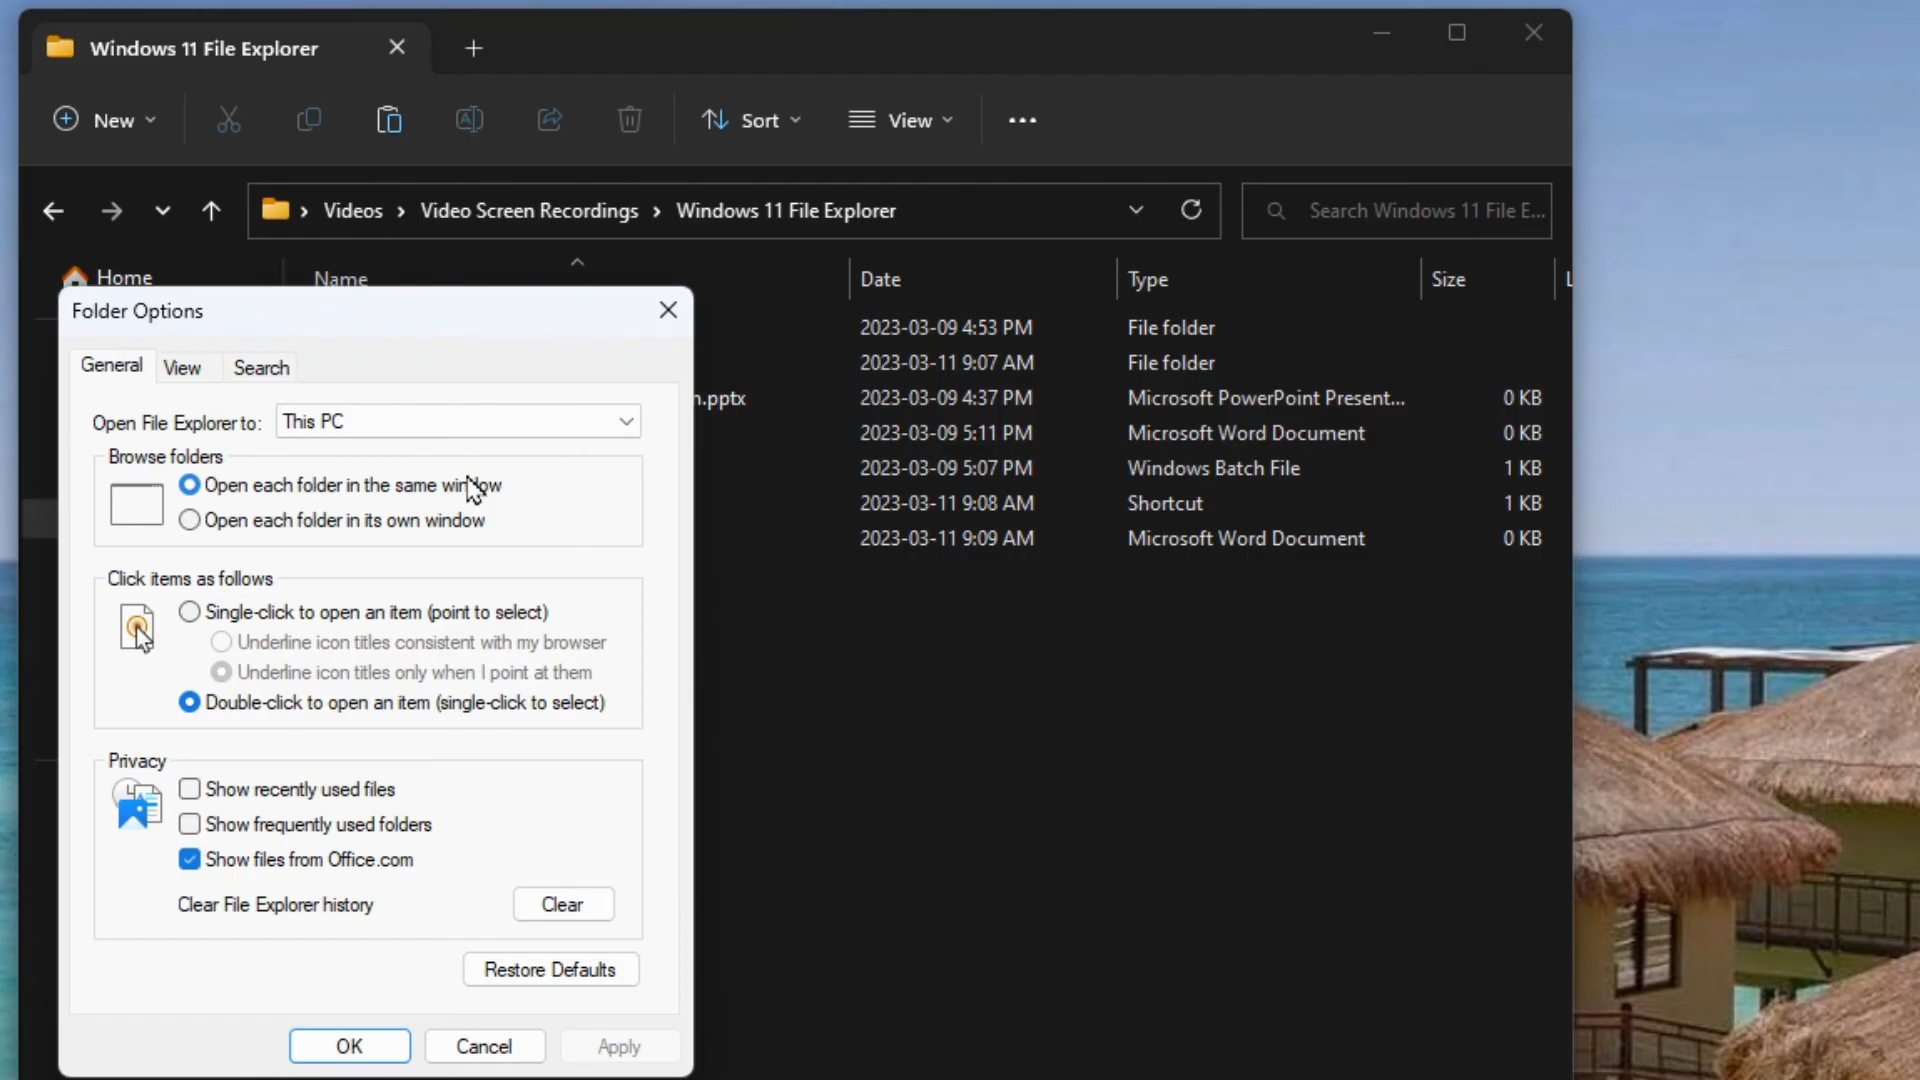 Windows 11 File Explorer
New
Sort
View
Videos > Video Screen Recordings > Windows 11 File Explorer
Search Windows 11 File E...
Home
Name
Date
Type
Size
Folder Options
General
View
Search
Open File Explorer to:
This PC
Browse folders
Open each folder in the same window
Open each folder in its own window
Click items as follows
Single-click to open an item (point to select)
Underline icon titles consistent with my browser
Underline icon titles only when I point at them
Double-click to open an item (single-click to select)
Privacy
Show recently used files
Show frequently used folders
Show files from Office.com
Clear File Explorer history
Clear
Restore Defaults
OK
Cancel
Apply
2023-03-09 4:53 PM File folder
2023-03-11 9:07 AM File folder
.pptx 2023-03-09 4:37 PM Microsoft PowerPoint Present... 0 KB
2023-03-09 5:11 PM Microsoft Word Document 0 KB
2023-03-09 5:07 PM Windows Batch File 1 KB
2023-03-11 9:08 AM Shortcut 1 KB
2023-03-11 9:09 AM Microsoft Word Document 0 KB